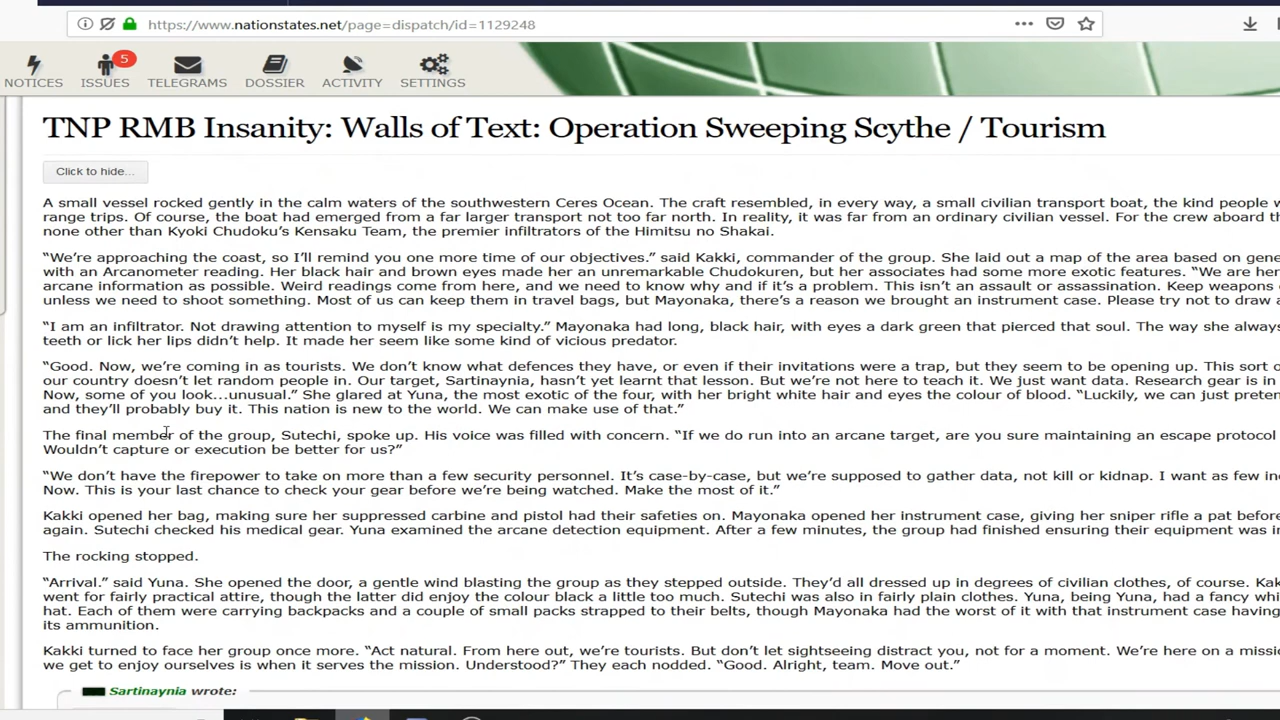 https://www.nationstates.net/page=dispatch/id=1129248
5
NOTICES ISSUES TELEGRAMS DOSSIER ACTIVITY SETTINGS
TNP RMB Insanity: Walls of Text: Operation Sweeping Scythe / Tourism
Click to hide...
A small vessel rocked gently in the calm waters of the southwestern Ceres Ocean. The craft resembled, in every way, a small civilian transport boat, the kind people
range trips. Of course, the boat had emerged from a far larger transport not too far north. In reality, it was far from an ordinary civilian vessel. For the crew aboard
none other than Kyoki Chudoku’s Kensaku Team, the premier infiltrators of the Himitsu no Shakai.
“We’re approaching the coast, so I’ll remind you one more time of our objectives.” said Kakki, commander of the group. She laid out a map of the area based on
with an Arcanometer reading. Her black hair and brown eyes made her an unremarkable Chudokuren, but her associates had some more exotic features. “We are
arcane information as possible. Weird readings come from here, and we need to know why and if it’s a problem. This isn’t an assault or assassination. Keep weapons
unless we need to shoot something. Most of us can keep them in travel bags, but Mayonaka, there’s a reason we brought an instrument case. Please try not to draw
“I am an infiltrator. Not drawing attention to myself is my specialty.” Mayonaka had long, black hair, with eyes a dark green that pierced that soul. The way she
teeth or lick her lips didn’t help. It made her seem like some kind of vicious predator.
“Good. Now, we’re coming in as tourists. We don’t know what defences they have, or even if their invitations were a trap, but they seem to be opening up. This sort
our country doesn’t let random people in. Our target, Sartinaynia, hasn’t yet learnt that lesson. But we’re not here to teach it. We just want data. Research gear is in
Now, some of you look...unusual.” She glared at Yuna, the most exotic of the four, with her bright white hair and eyes the colour of blood. “Luckily, we can just
and they’ll probably buy it. This nation is new to the world. We can make use of that.”
The final member of the group, Sutechi, spoke up. His voice was filled with concern. “If we do run into an arcane target, are you sure maintaining an escape protocol
Wouldn’t capture or execution be better for us?”
“We don’t have the firepower to take on more than a few security personnel. It’s case-by-case, but we’re supposed to gather data, not kill or kidnap. I want as few
Now. This is your last chance to check your gear before we’re being watched. Make the most of it.”
Kakki opened her bag, making sure her suppressed carbine and pistol had their safeties on. Mayonaka opened her instrument case, giving her sniper rifle a pat
again. Sutechi checked his medical gear. Yuna examined the arcane detection equipment. After a few minutes, the group had finished ensuring their equipment was
The rocking stopped.
“Arrival.” said Yuna. She opened the door, a gentle wind blasting the group as they stepped outside. They’d all dressed up in degrees of civilian clothes, of course.
went for fairly practical attire, though the latter did enjoy the colour black a little too much. Sutechi was also in fairly plain clothes. Yuna, being Yuna, had a fancy
hat. Each of them were carrying backpacks and a couple of small packs strapped to their belts, though Mayonaka had the worst of it with that instrument case having
its ammunition.
Kakki turned to face her group once more. “Act natural. From here out, we’re tourists. But don’t let sightseeing distract you, not for a moment. We’re here on a
we get to enjoy ourselves is when it serves the mission. Understood?” They each nodded. “Good. Alright, team. Move out.”
Sartinaynia wrote: